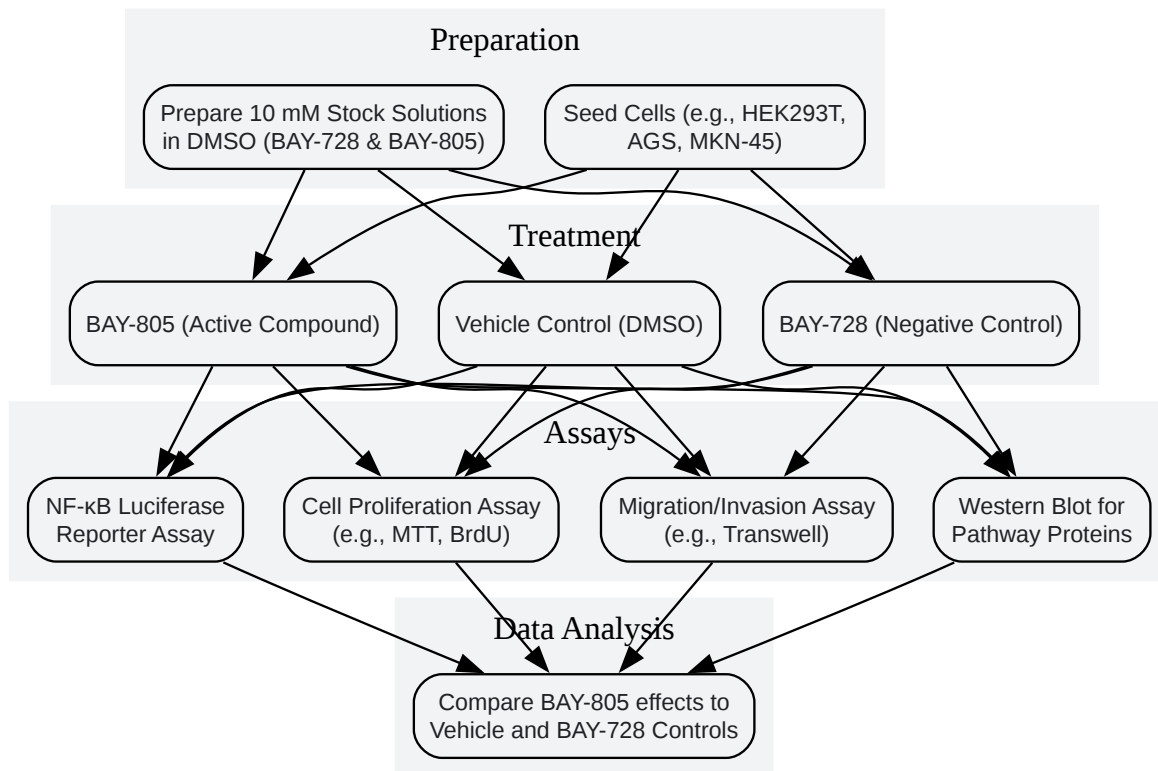 Preparation
Prepare 10 mM Stock Solutions
in DMSO (BAY-728 & BAY-805)
Seed Cells (e.g., HEK293T,
AGS, MKN-45)
Treatment
BAY-805 (Active Compound)
Vehicle Control (DMSO)
BAY-728 (Negative Control)
Assays
NF-κB Luciferase
Reporter Assay
Cell Proliferation Assay
(e.g., MTT, BrdU)
Migration/Invasion Assay
(e.g., Transwell)
Western Blot for
Pathway Proteins
Data Analysis
Compare BAY-805 effects to
Vehicle and BAY-728 Controls